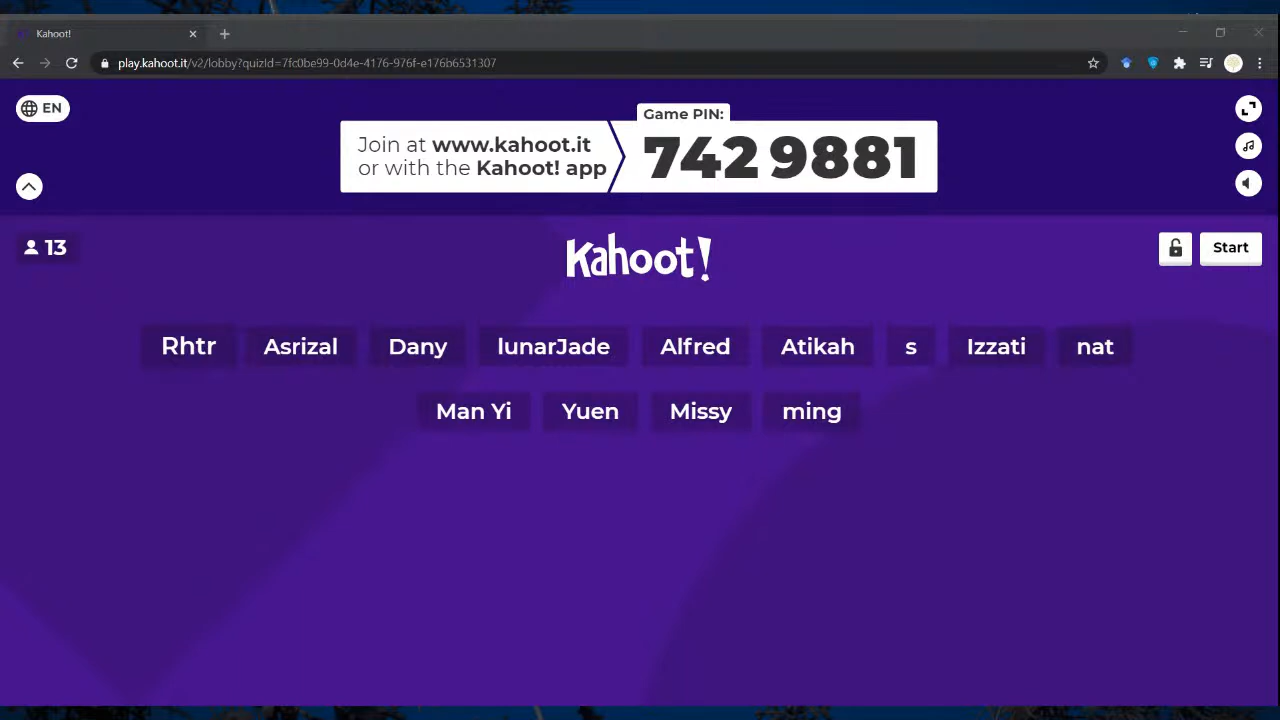 Kahoot!
play.kahoot.it/v2/lobby?quizId=7fc0be99-0d4e-4176-976f-e176b6531307
EN
Game PIN:
Join at www.kahoot.it
or with the Kahoot! app
742 9881
13
Kahoot!
Start
Rhtr Asrizal Dany lunarJade Alfred Atikah s Izzati nat
Man Yi Yuen Missy ming